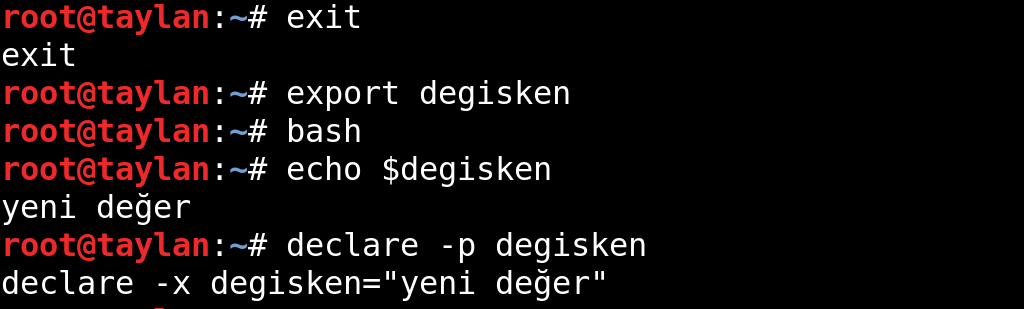 root@taylan:~# exit
exit
root@taylan:~# export degisken
root@taylan:~# bash
root@taylan:~# echo $degisken
yeni değer
root@taylan:~# declare -p degisken
declare -x degisken="yeni değer"